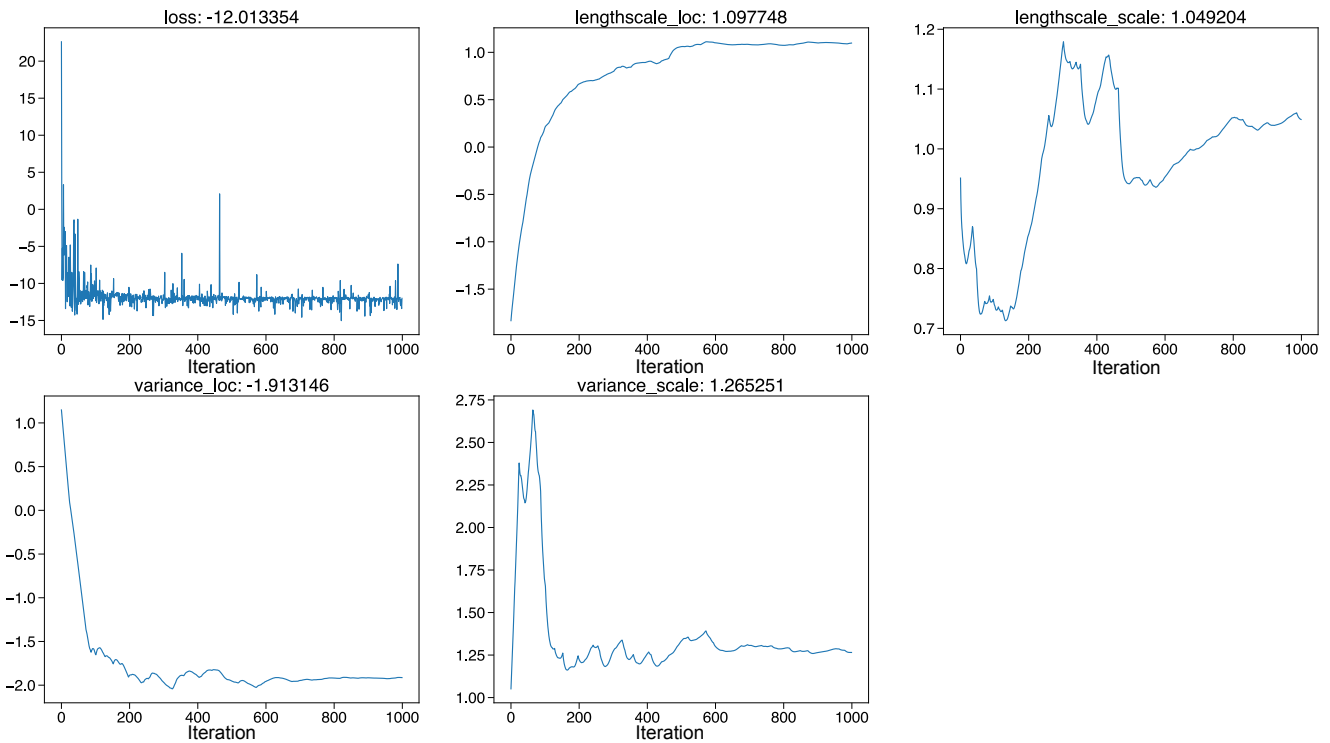 loss: -12.013354
20
15
10
5
0
−5
−10
−15
0 200 400 600 800 1000
Iteration
lengthscale_loc: 1.097748
1.0
0.5
0.0
−0.5
−1.0
−1.5
0 200 400 600 800 1000
Iteration
lengthscale_scale: 1.049204
1.2
1.1
1.0
0.9
0.8
0.7
0 200 400 600 800 1000
Iteration
variance_loc: -1.913146
1.0
0.5
0.0
−0.5
−1.0
−1.5
−2.0
0 200 400 600 800 1000
Iteration
variance_scale: 1.265251
2.75
2.50
2.25
2.00
1.75
1.50
1.25
1.00
0 200 400 600 800 1000
Iteration